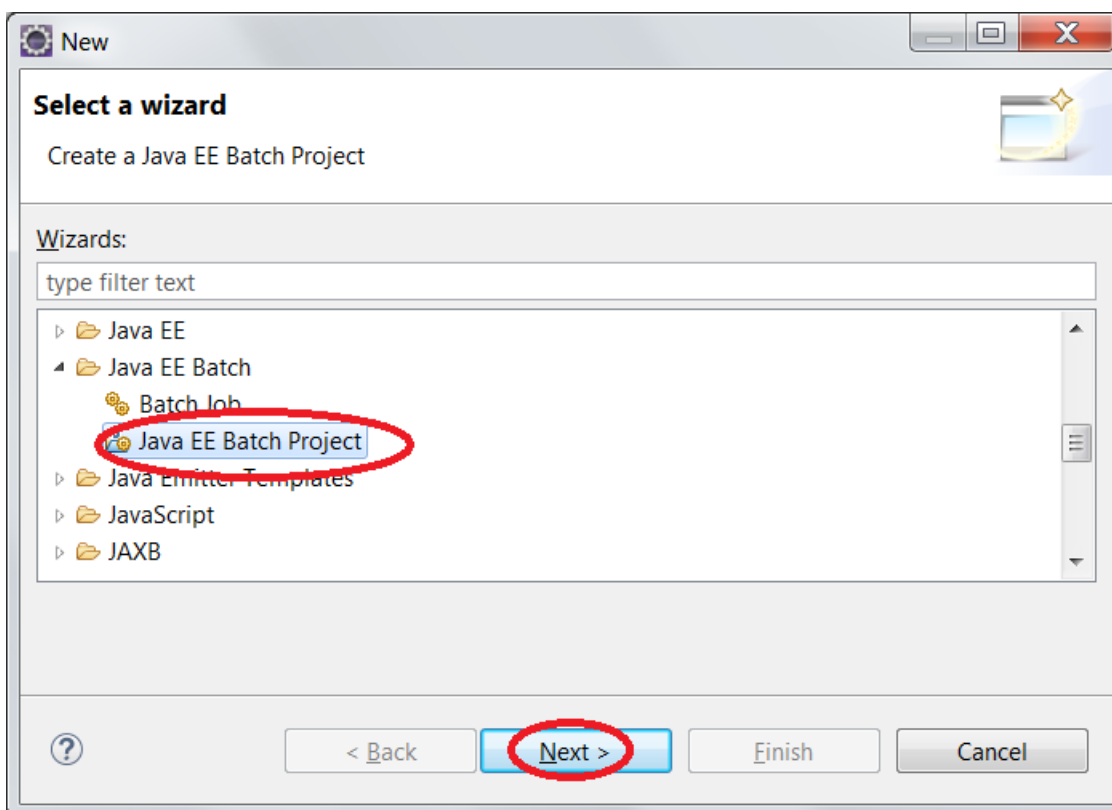 New
Select a wizard
Create a Java EE Batch Project
Wizards:
type filter text
Java EE
Java EE Batch
Batch Job
Java EE Batch Project
Java Emitter Templates
JavaScript
JAXB
?
< Back Next > Finish Cancel